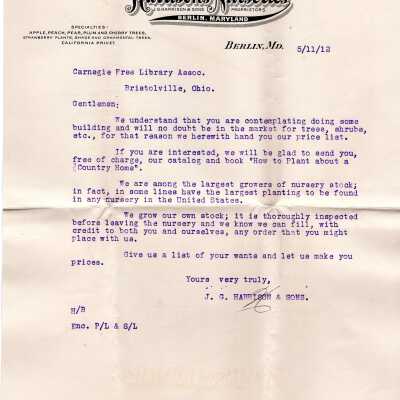 Harrisons' Nurseries
J.G. HARRISON & SONS PROPRIETORS
BERLIN, MARYLAND
SPECIALTIES:
APPLE, PEACH, PEAR, PLUM AND CHERRY TREES,
STRAWBERRY PLANTS, SHADE AND ORNAMENTAL TREES,
CALIFORNIA PRIVET.
BERLIN, MD. 5/11/12
Carnegie Free Library Assoc.
Bristolville, Ohio.
Gentlemen:
We understand that you are contemplating doing some
building and will no doubt be in the market for trees, shrubs,
etc., for that reason we herewith hand you our price list.
If you are interested, we will be glad to send you,
free of charge, our catalog and book "How to Plant about a
Country Home".
We are among the largest growers of nursery stock;
in fact, in some lines have the largest planting to be found
in any nursery in the United States.
We grow our own stock; it is thoroughly inspected
before leaving the nursery and we know we can fill, with
credit to both you and ourselves, any order that you might
place with us.
Give us a list of your wants and let us make you
prices.
Yours very truly,
J. G. HARRISON & SONS.
H/B
Enc. P/L & S/L